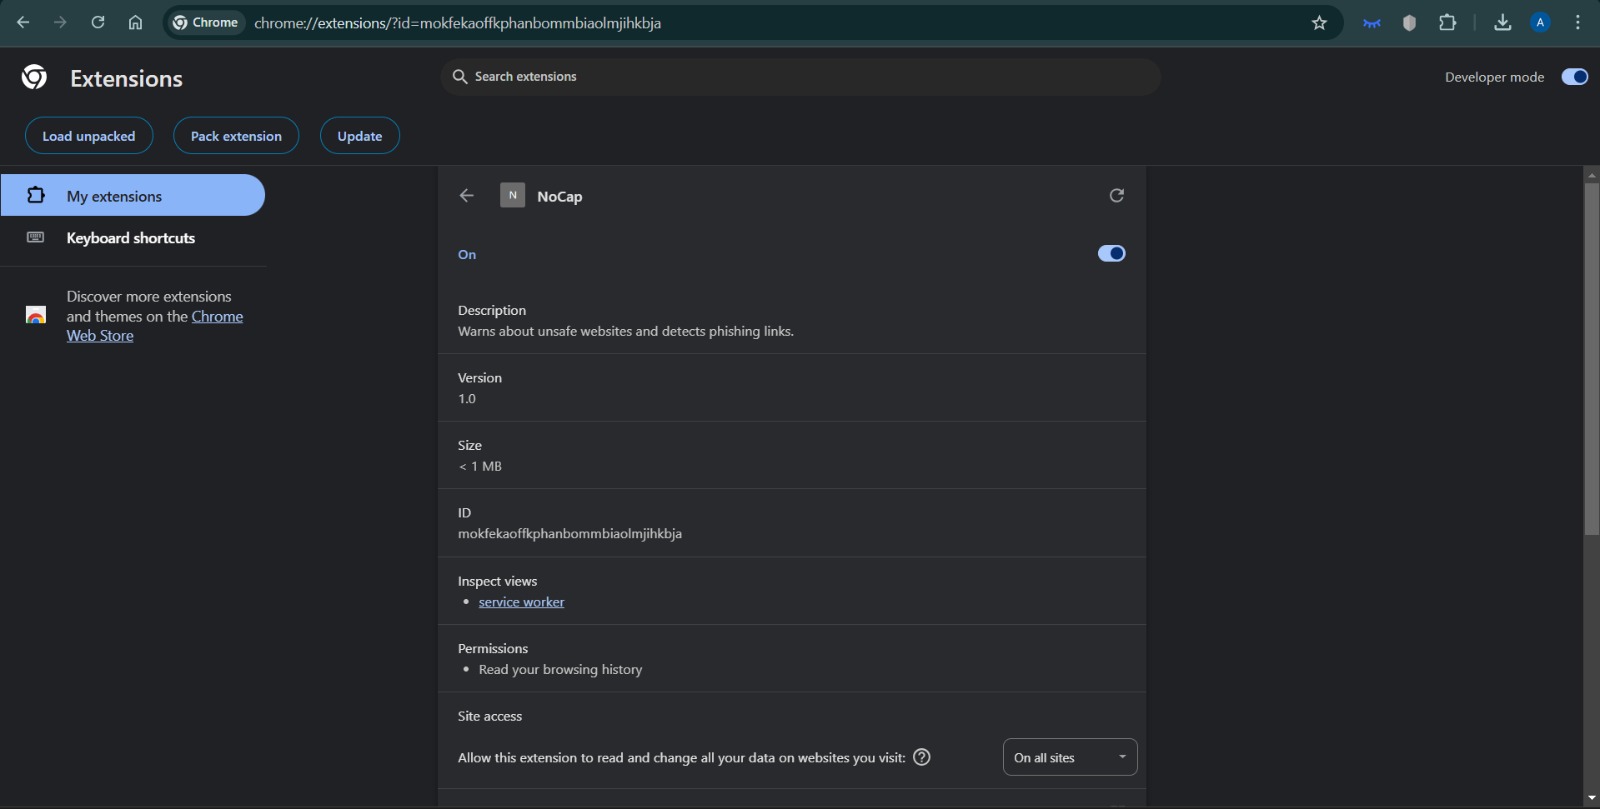 Chrome
chrome://extensions/?id=mokfekaoffkphanbommbiaolmjihkbja
A
Extensions
Search extensions
Developer mode
Load unpacked
Pack extension
Update
My extensions
Keyboard shortcuts
Discover more extensions
and themes on the Chrome
Web Store
N
NoCap
On
Description
Warns about unsafe websites and detects phishing links.
Version
1.0
Size
< 1 MB
ID
mokfekaoffkphanbommbiaolmjihkbja
Inspect views
• service worker
Permissions
• Read your browsing history
Site access
Allow this extension to read and change all your data on websites you visit:
?
On all sites